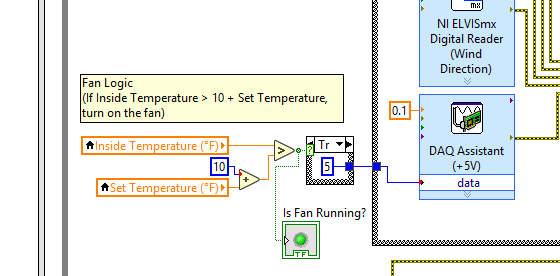 NI ELVISmx
Digital Reader
(Wind
Direction)
Fan Logic
(If Inside Temperature > 10 + Set Temperature,
turn on the fan)
0.1
Inside Temperature (°F)
>
?
Tr
DAQ Assistant
(+5V)
10
5
data
Set Temperature (°F)
+
Is Fan Running?
TF